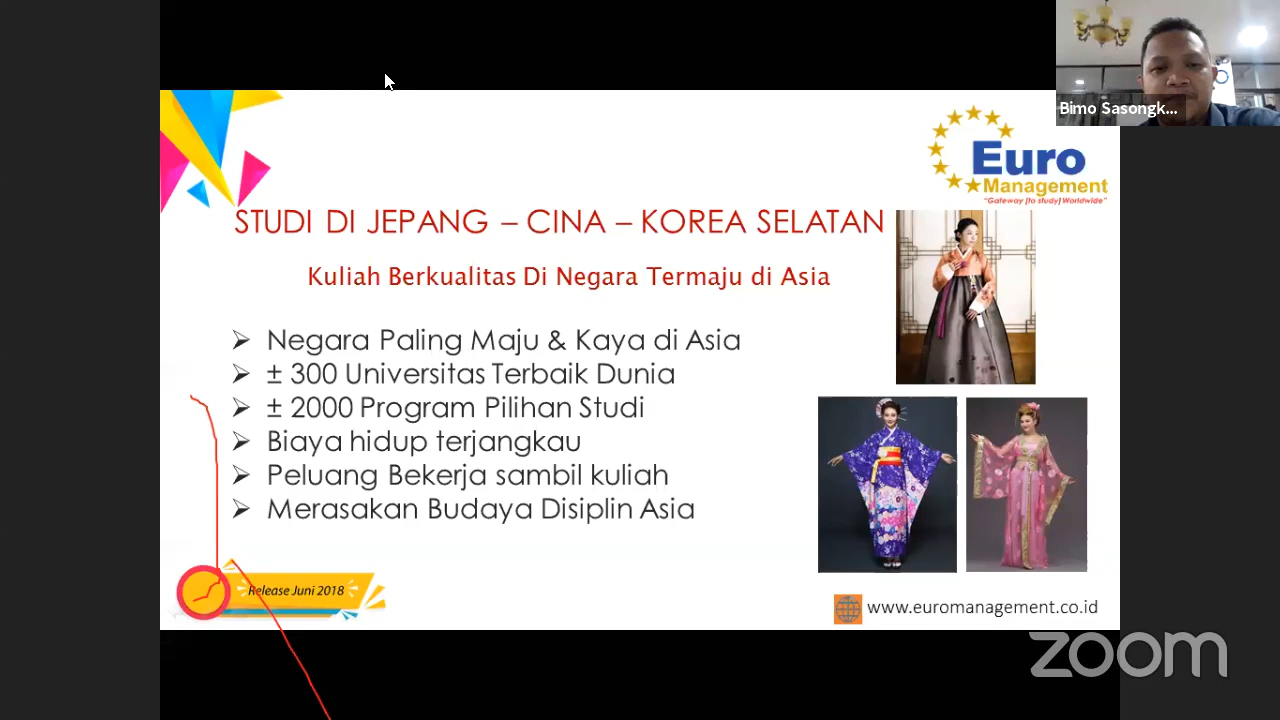 Bimo Sasongk...
Euro
Management
"Gateway [to study] Worldwide"
STUDI DI JEPANG – CINA – KOREA SELATAN
Kuliah Berkualitas Di Negara Termaju di Asia
➢ Negara Paling Maju & Kaya di Asia
➢ ± 300 Universitas Terbaik Dunia
➢ ± 2000 Program Pilihan Studi
➢ Biaya hidup terjangkau
➢ Peluang Bekerja sambil kuliah
➢ Merasakan Budaya Disiplin Asia
Release Juni 2018
www.euromanagement.co.id
zoom